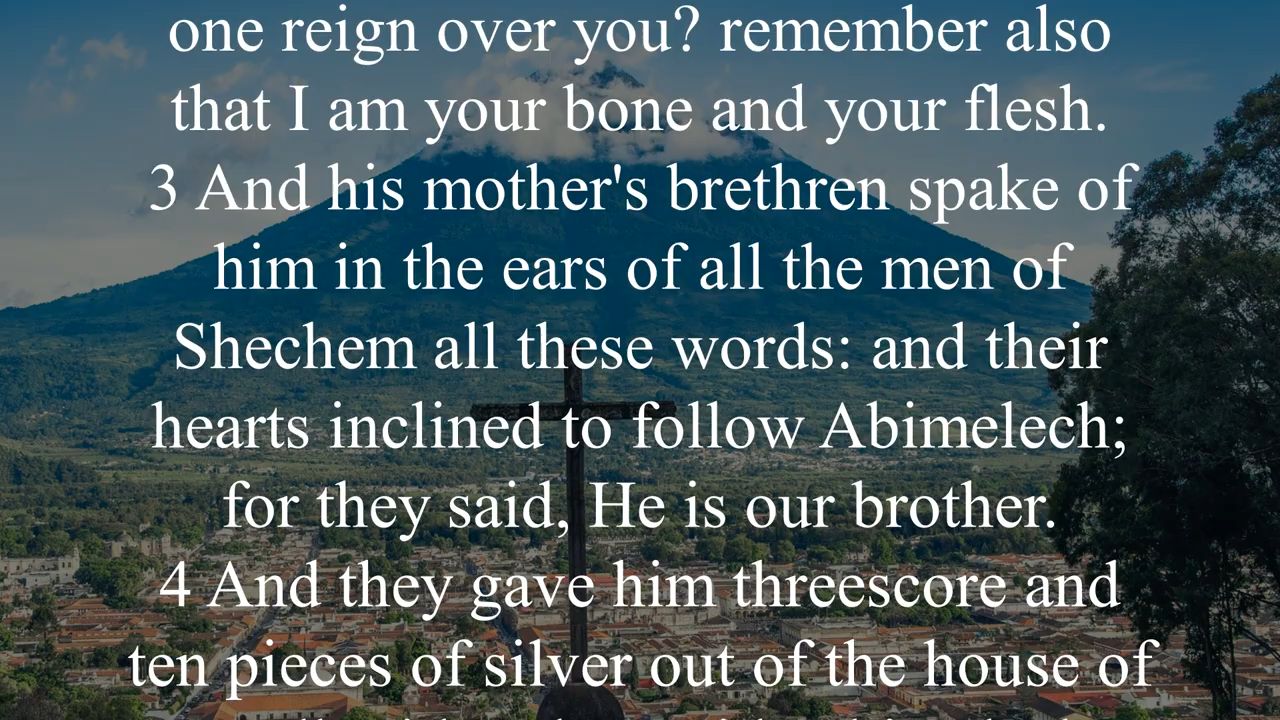 one reign over you? remember also
that I am your bone and your flesh.
3 And his mother's brethren spake of
him in the ears of all the men of
Shechem all these words: and their
hearts inclined to follow Abimelech;
for they said, He is our brother.
4 And they gave him threescore and
ten pieces of silver out of the house of